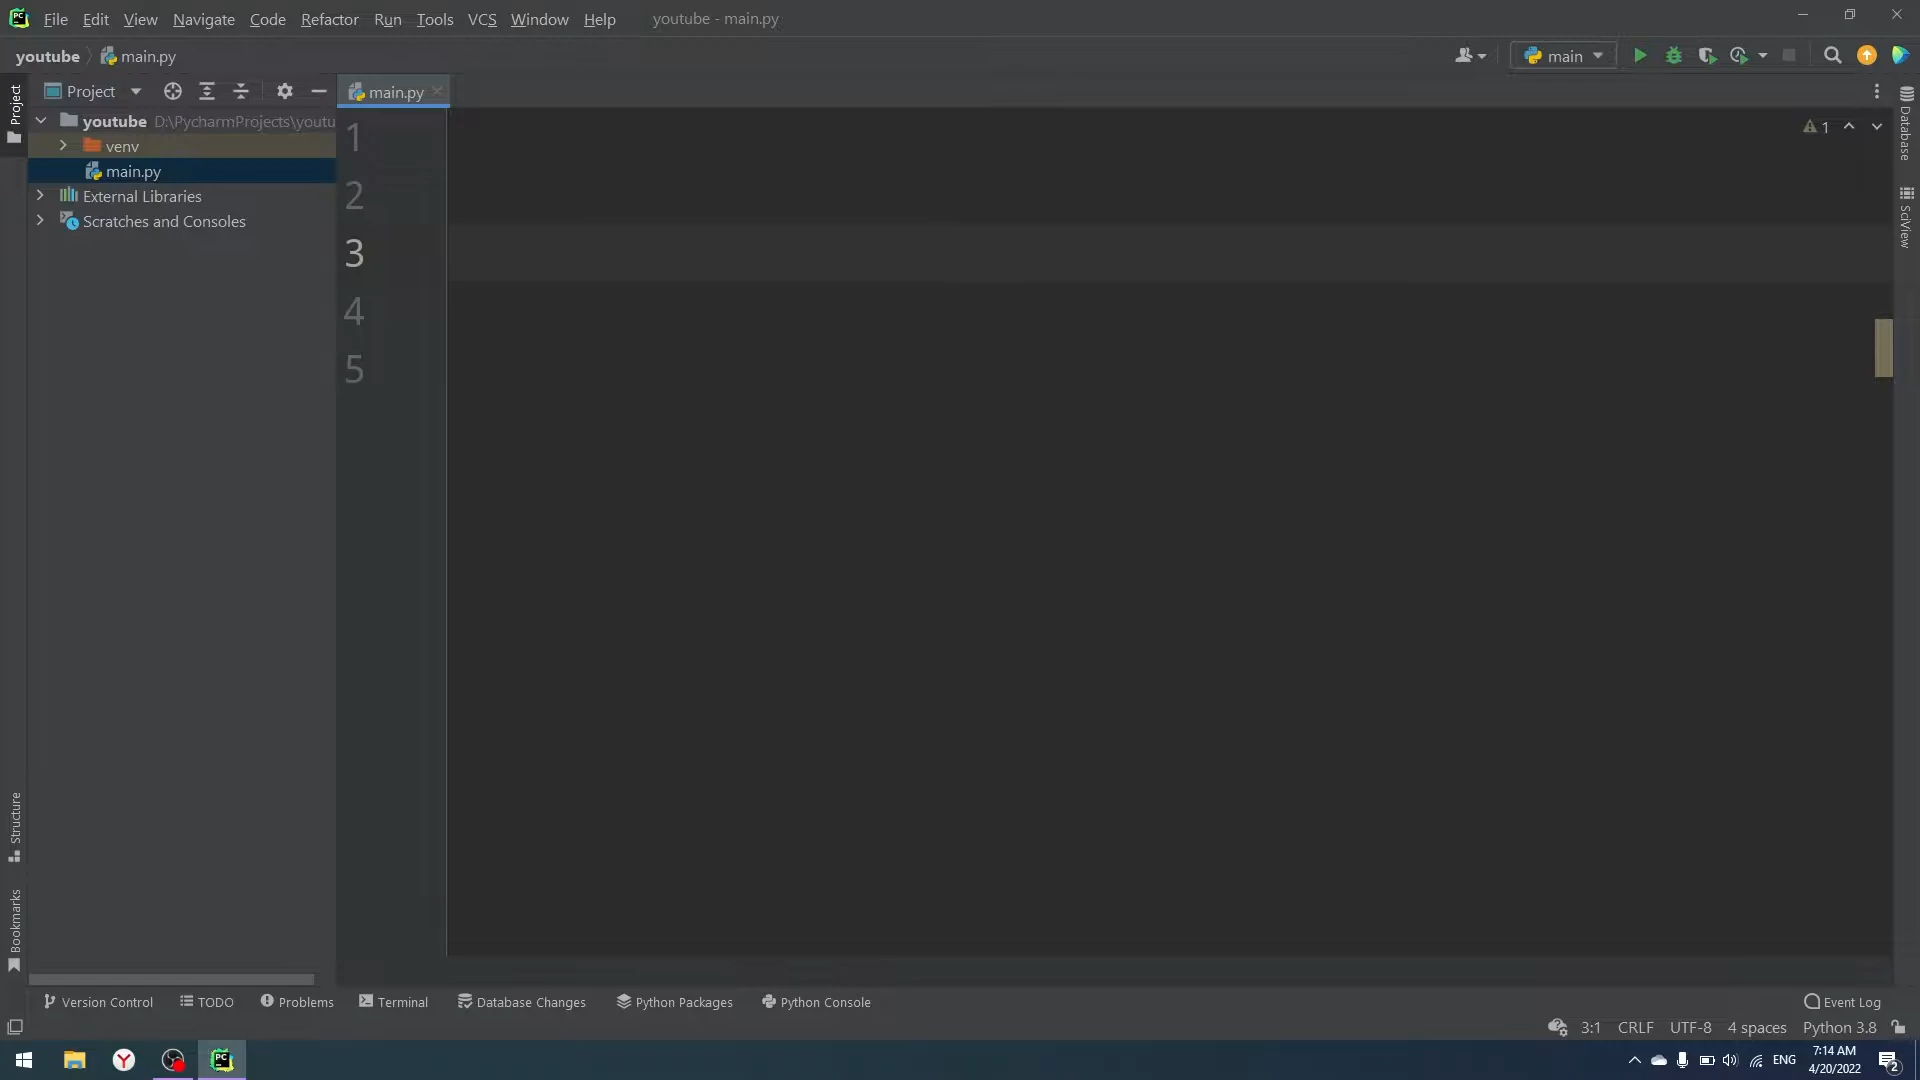 File Edit View Navigate Code Refactor Run Tools VCS Window Help youtube - main.py
youtube main.py
main
Project
main.py
Project
youtube D:\PycharmProjects\youtu
venv
main.py
External Libraries
Scratches and Consoles
1
2
3
4
5
1
Database
SciView
Structure
Bookmarks
Version Control TODO Problems Terminal Database Changes Python Packages Python Console Event Log
3:1 CRLF UTF-8 4 spaces Python 3.8
ENG
7:14 AM
4/20/2022
2